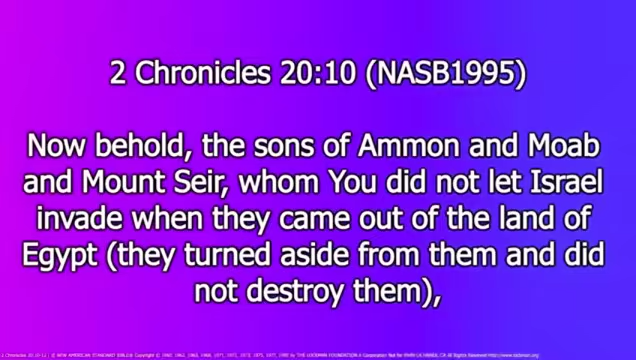 2 Chronicles 20:10 (NASB1995)
Now behold, the sons of Ammon and Moab
and Mount Seir, whom You did not let Israel
invade when they came out of the land of
Egypt (they turned aside from them and did
not destroy them),